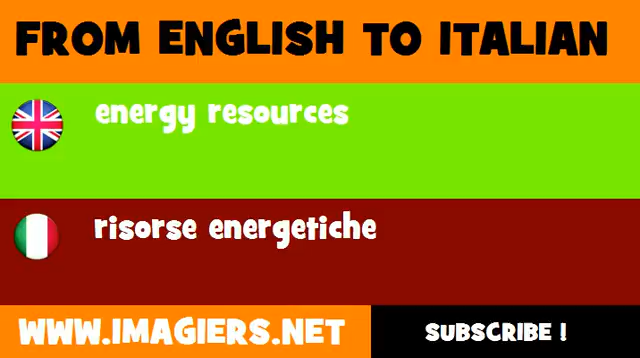 FROM ENGLISH TO ITALIAN
energy resources
risorse energetiche
WWW.IMAGIERS.NET
SUBSCRIBE !